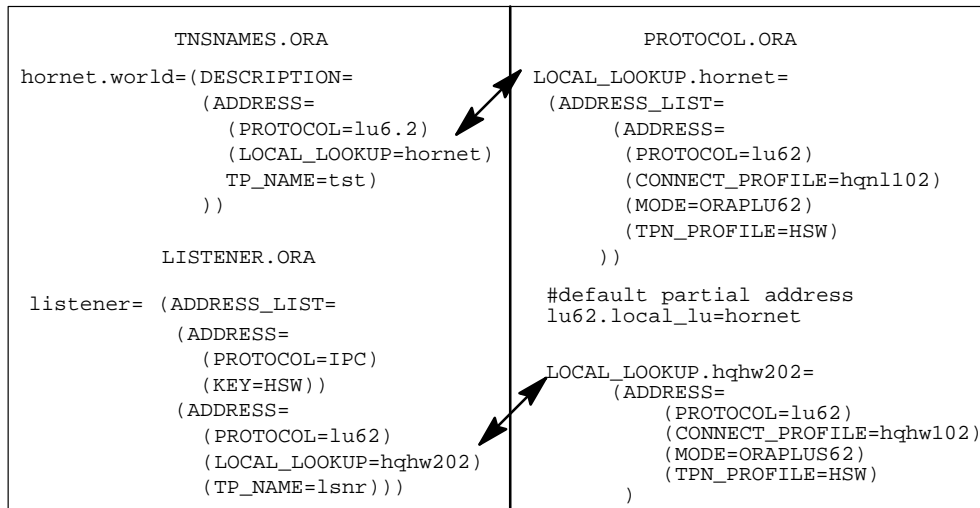 TNSNAMES.ORA
hornet.world=(DESCRIPTION=
(ADDRESS=
(PROTOCOL=lu6.2)
(LOCAL_LOOKUP=hornet)
TP_NAME=tst)
))
LISTENER.ORA
listener= (ADDRESS_LIST=
(ADDRESS=
(PROTOCOL=IPC)
(KEY=HSW))
(ADDRESS=
(PROTOCOL=lu62)
(LOCAL_LOOKUP=hqhw202)
(TP_NAME=lsnr)))
PROTOCOL.ORA
LOCAL_LOOKUP.hornet=
(ADDRESS_LIST=
(ADDRESS=
(PROTOCOL=lu62)
(CONNECT_PROFILE=hqnl102)
(MODE=ORAPLU62)
(TPN_PROFILE=HSW)
))
#default partial address
lu62.local_lu=hornet
LOCAL_LOOKUP.hqhw202=
(ADDRESS=
(PROTOCOL=lu62)
(CONNECT_PROFILE=hqhw102)
(MODE=ORAPLUS62)
(TPN_PROFILE=HSW)
)